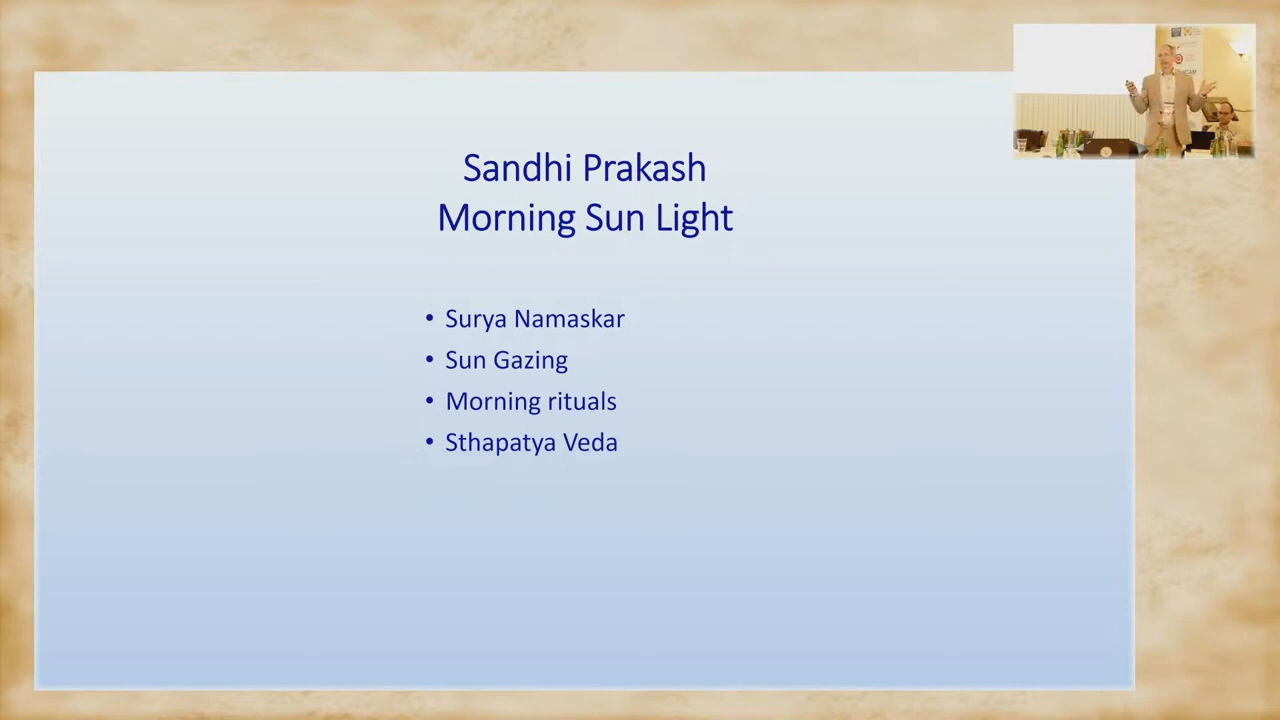 Sandhi Prakash
Morning Sun Light
• Surya Namaskar
• Sun Gazing
• Morning rituals
• Sthapatya Veda